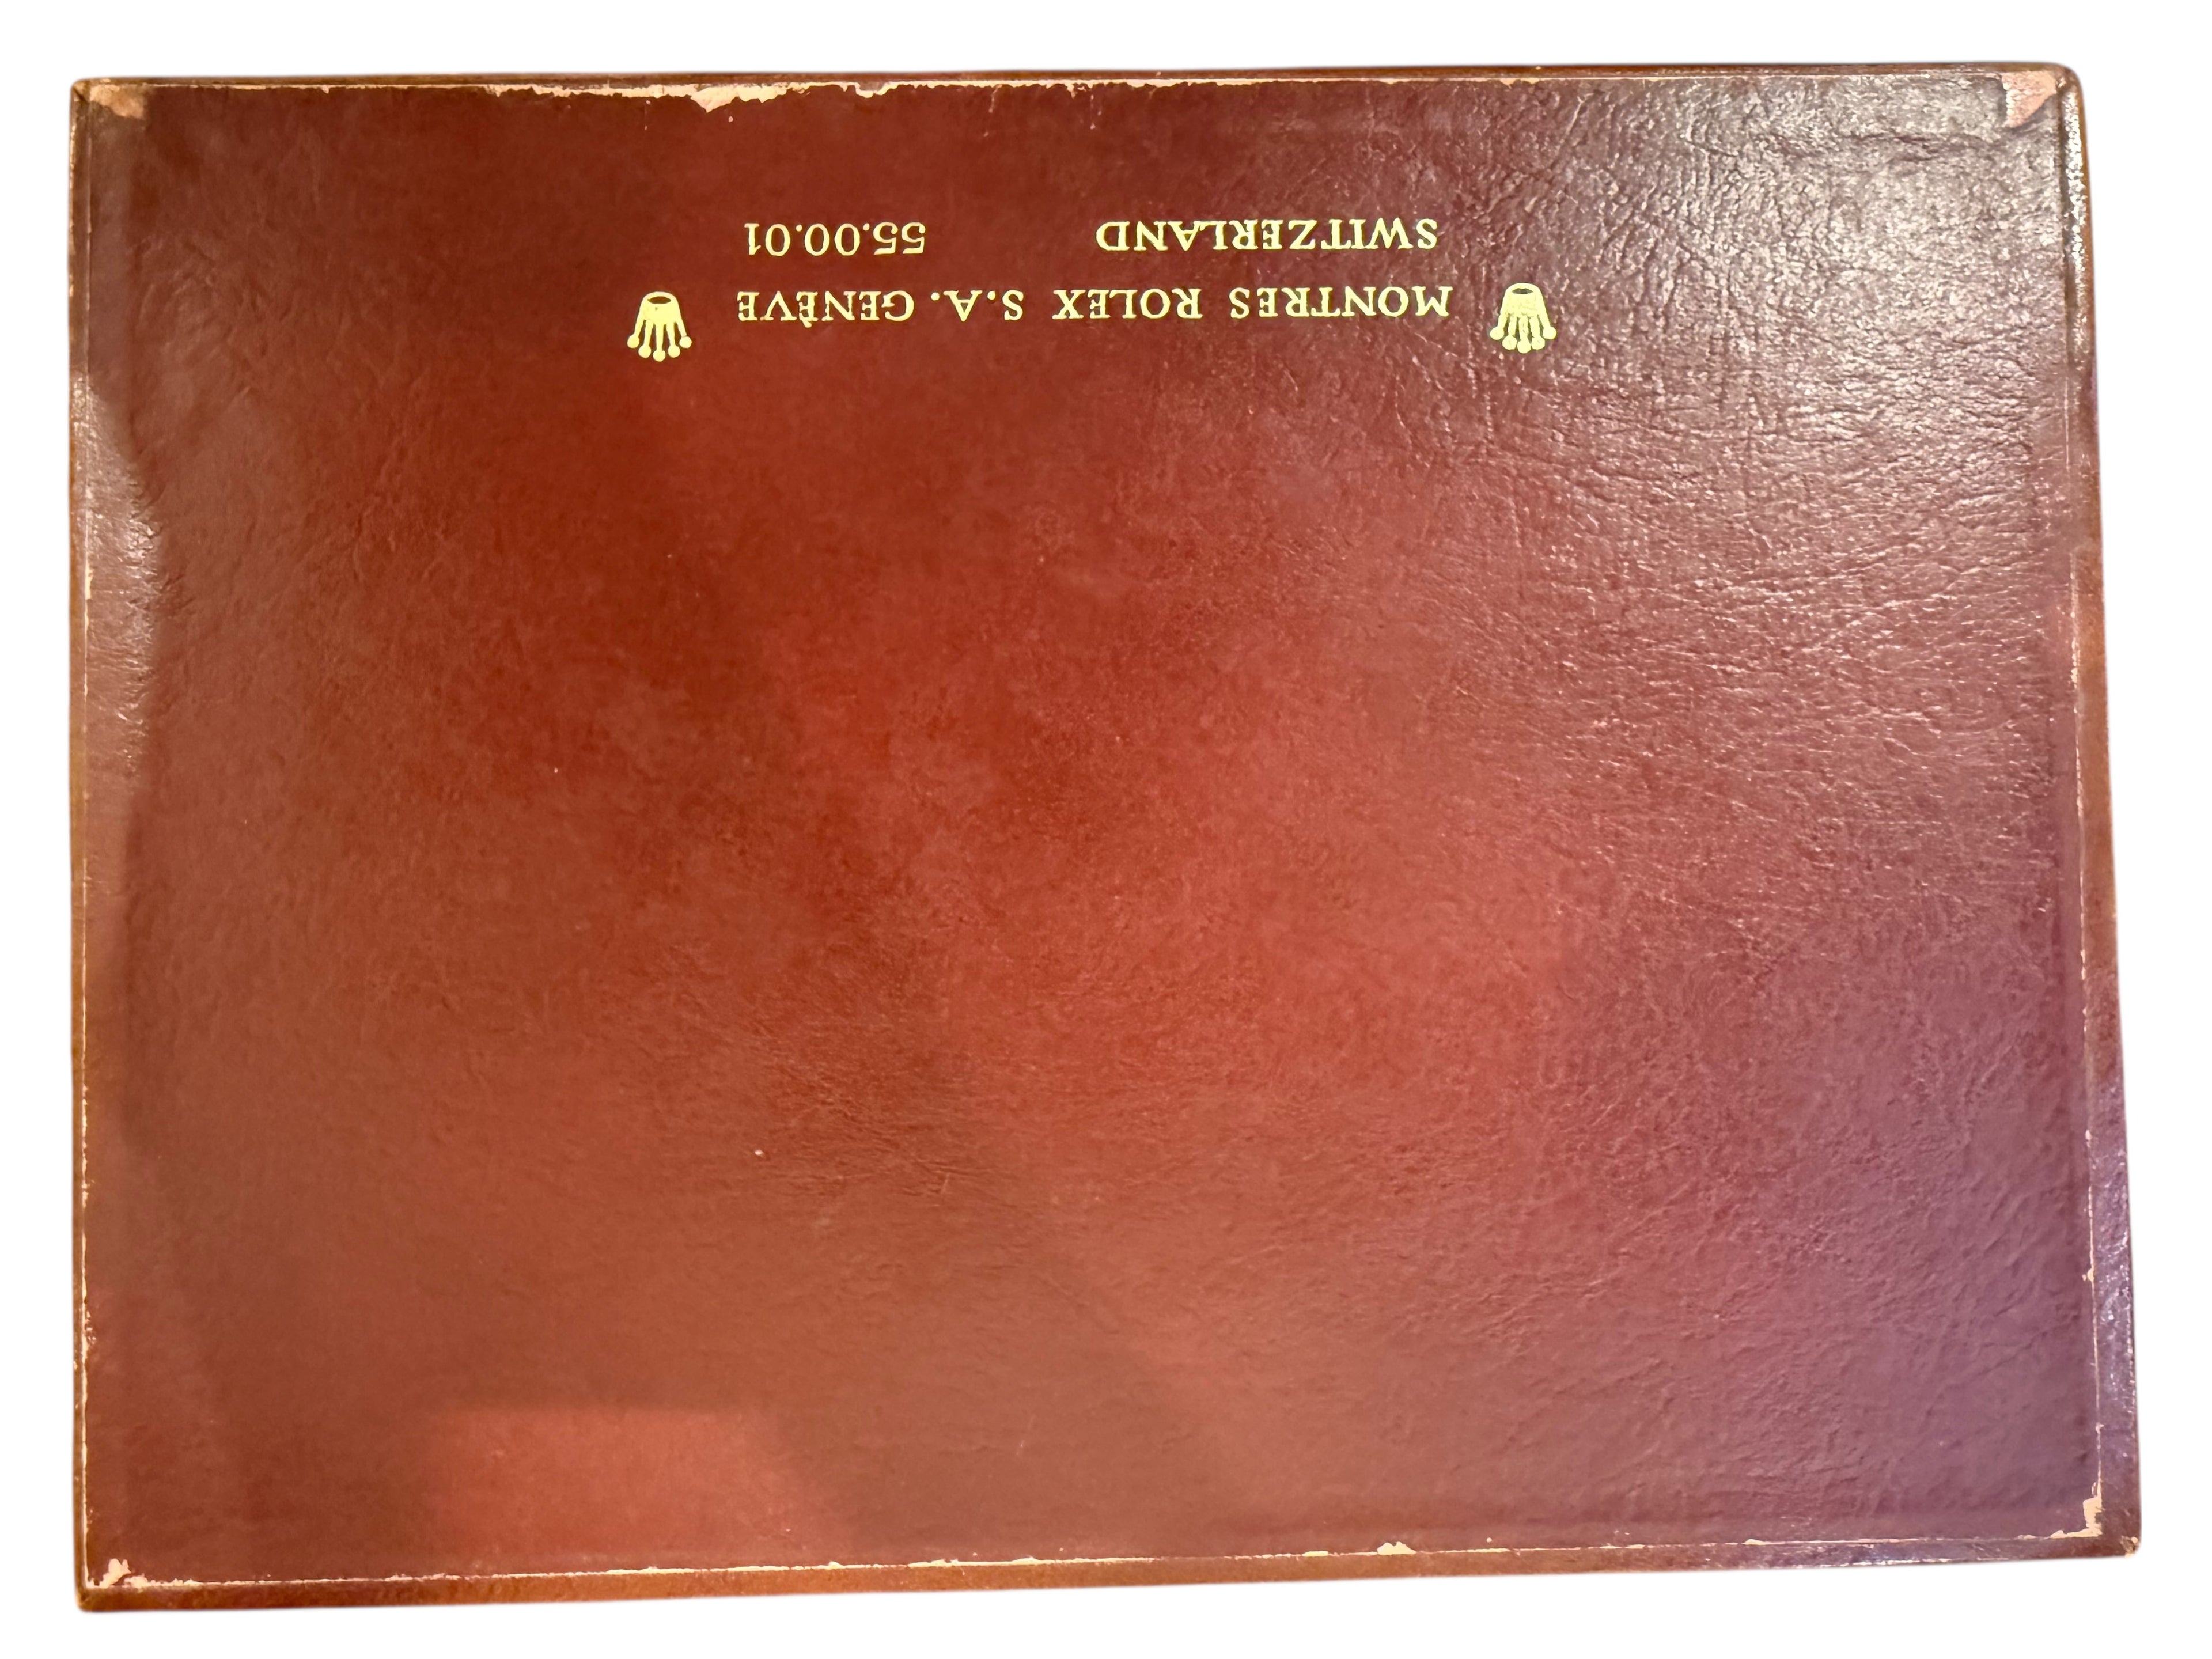 MONTRES ROLEX S.A. GENÈVE
SWITZERLAND 55.00.01